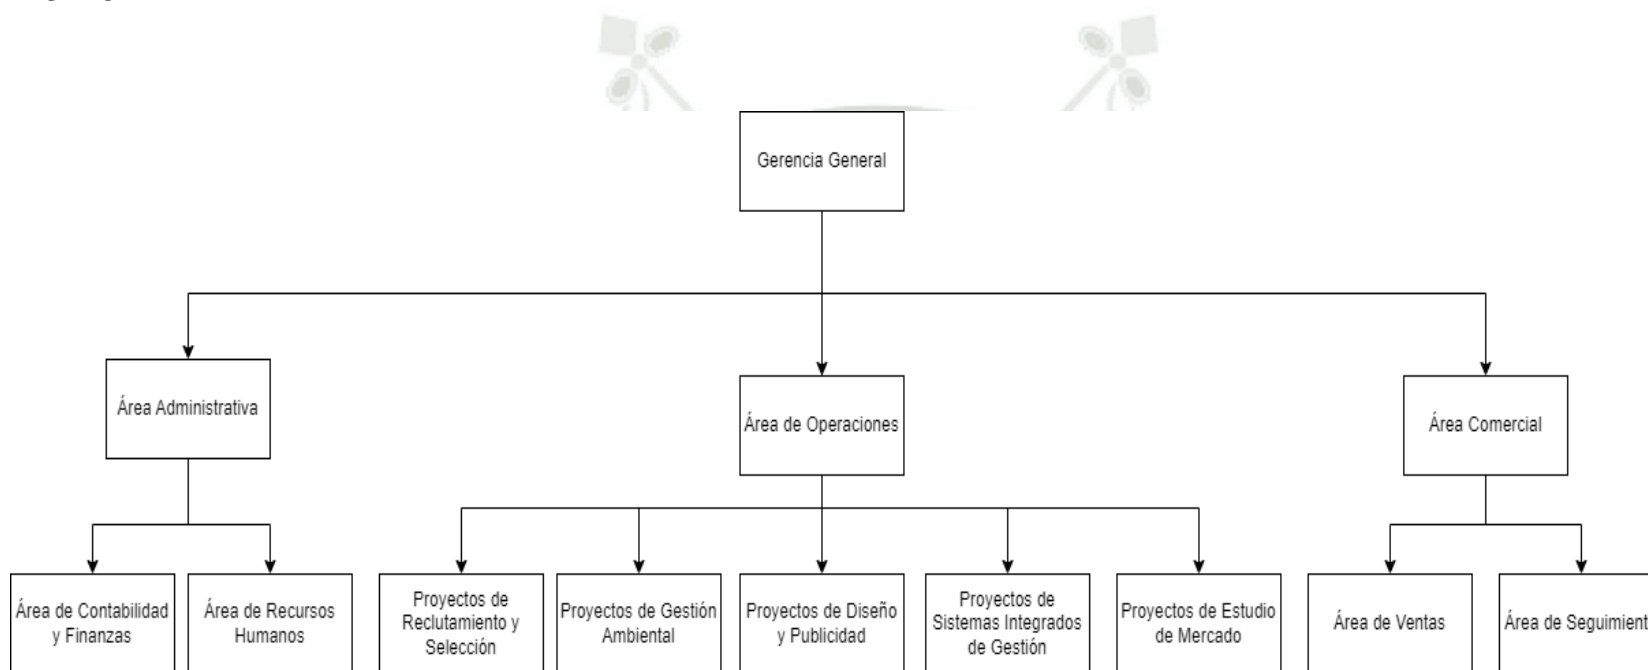 Gerencia General
Área Administrativa
Área de Operaciones
Área Comercial
Área de Contabilidad
y Finanzas
Área de Recursos
Humanos
Proyectos de
Reclutamiento y
Selección
Proyectos de Gestión
Ambiental
Proyectos de Diseño
y Publicidad
Proyectos de
Sistemas Integrados
de Gestión
Proyectos de Estudio
de Mercado
Área de Ventas
Área de Seguimient